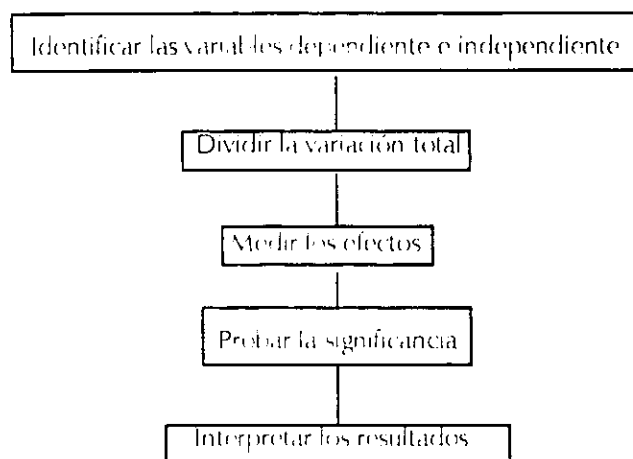 Identificar las variables dependiente e independiente
Dividir la variación total
Medir los efectos
Probar la significancia
Interpretar los resultados